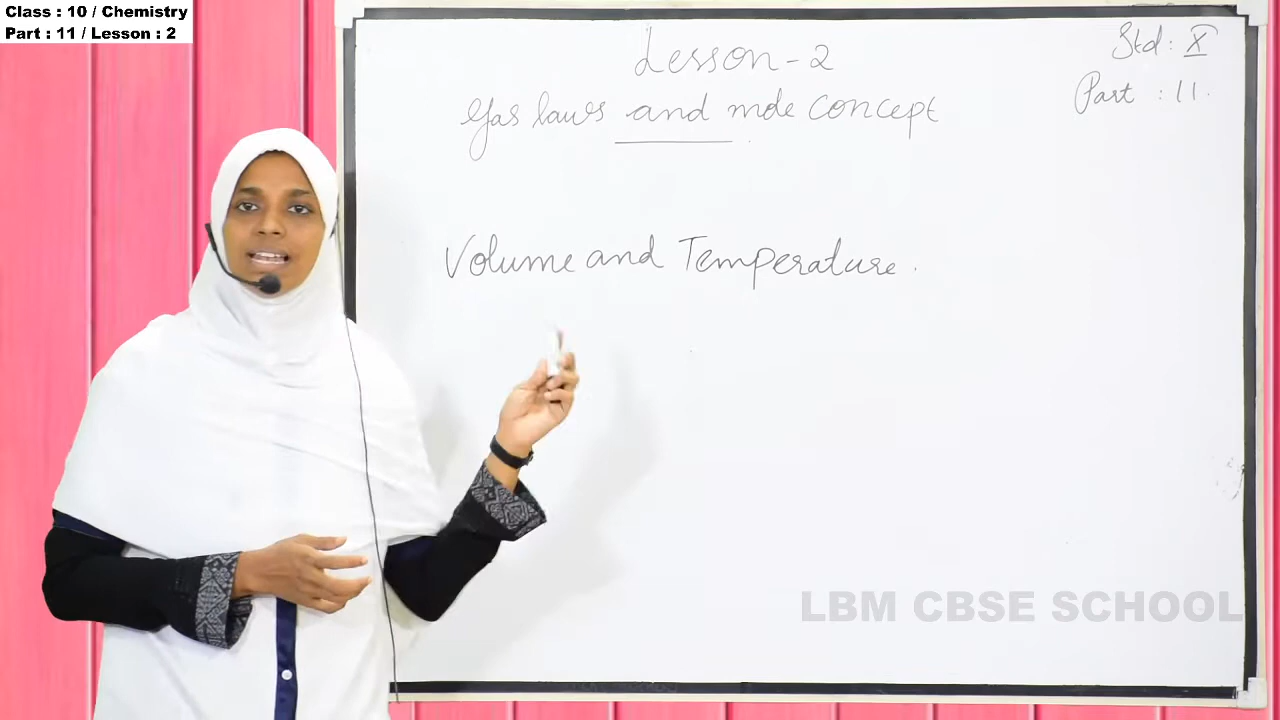 Class : 10 / Chemistry
Part : 11 / Lesson : 2
Lesson - 2
Std : X
Gas laws and mole concept
Part : 11.
Volume and Temperature.
LBM CBSE SCHOOL